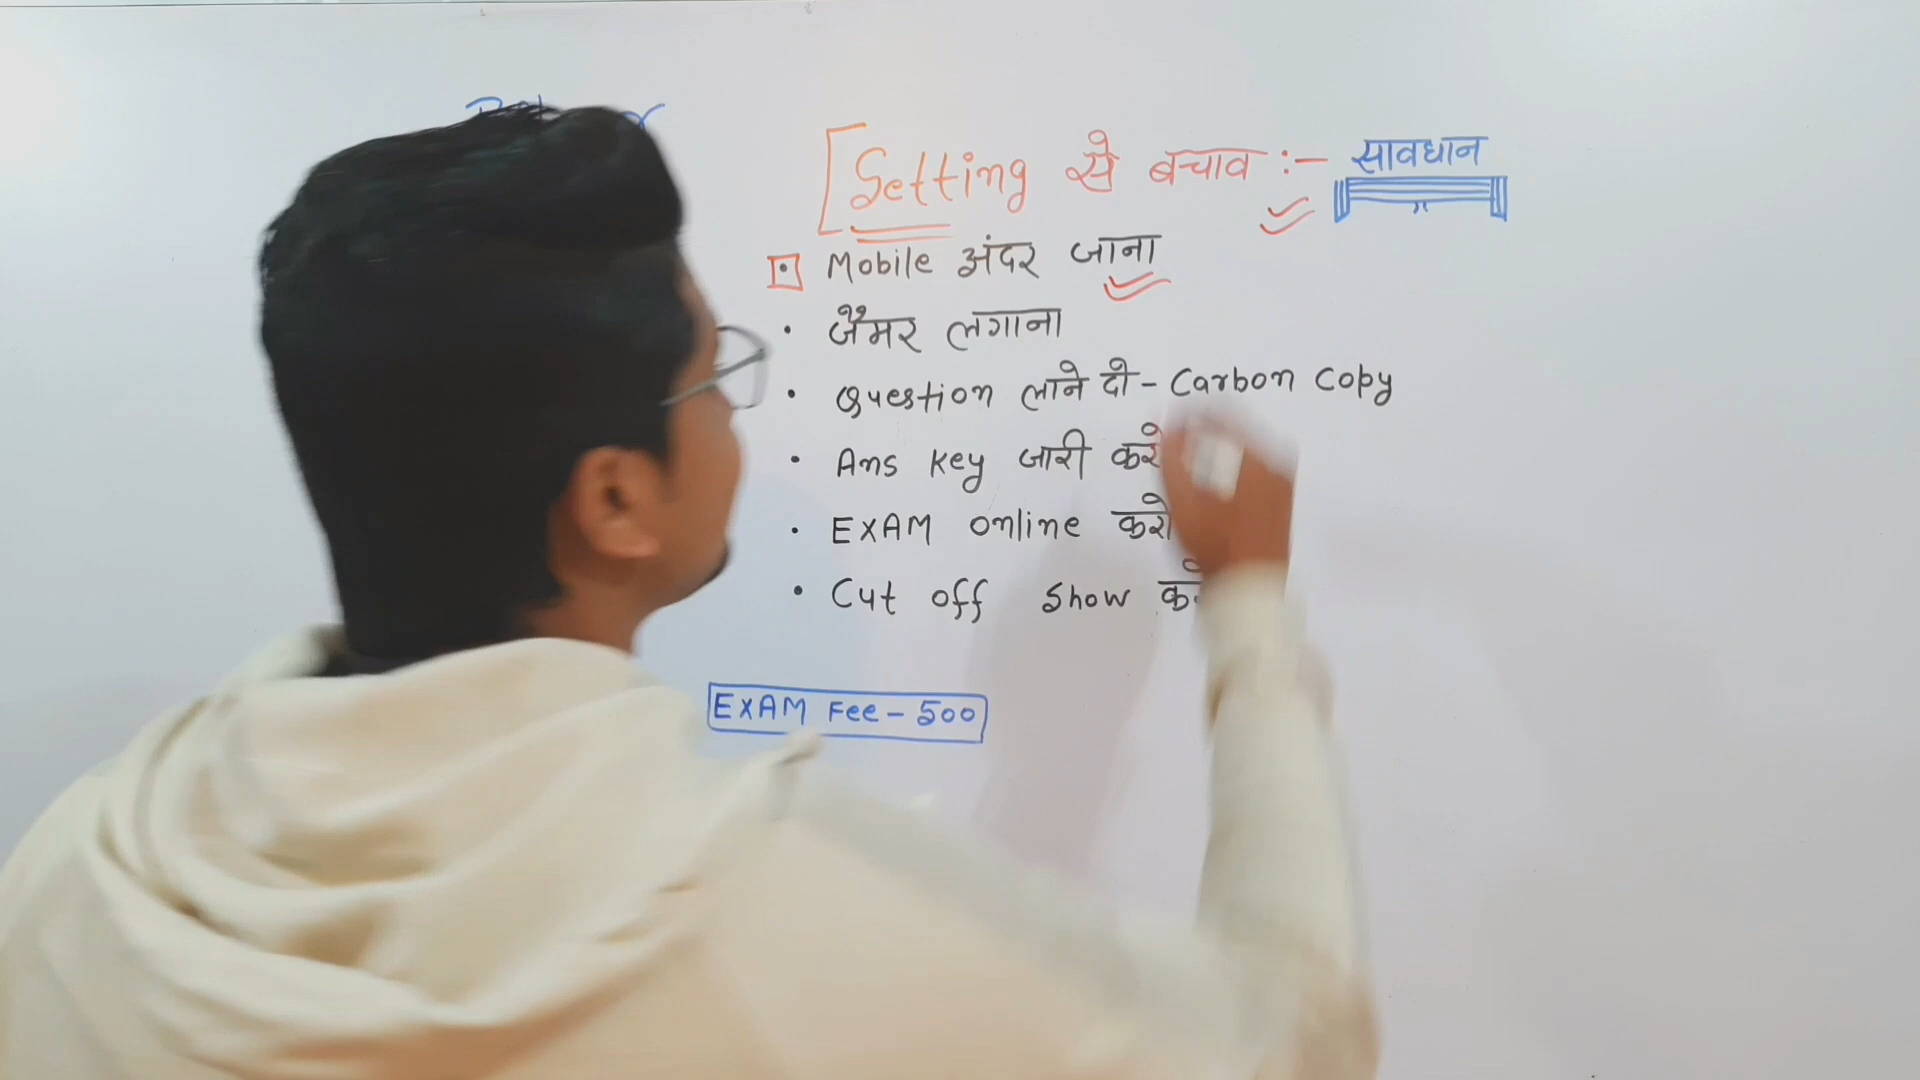 [Setting से बचाव :- सावधान
Mobile अंदर जाना
• जैमर लगाना
• Question लाने दो - Carbon Copy
• Ans key जारी करो
• EXAM online करो
• Cut off show
EXAM Fee - 500